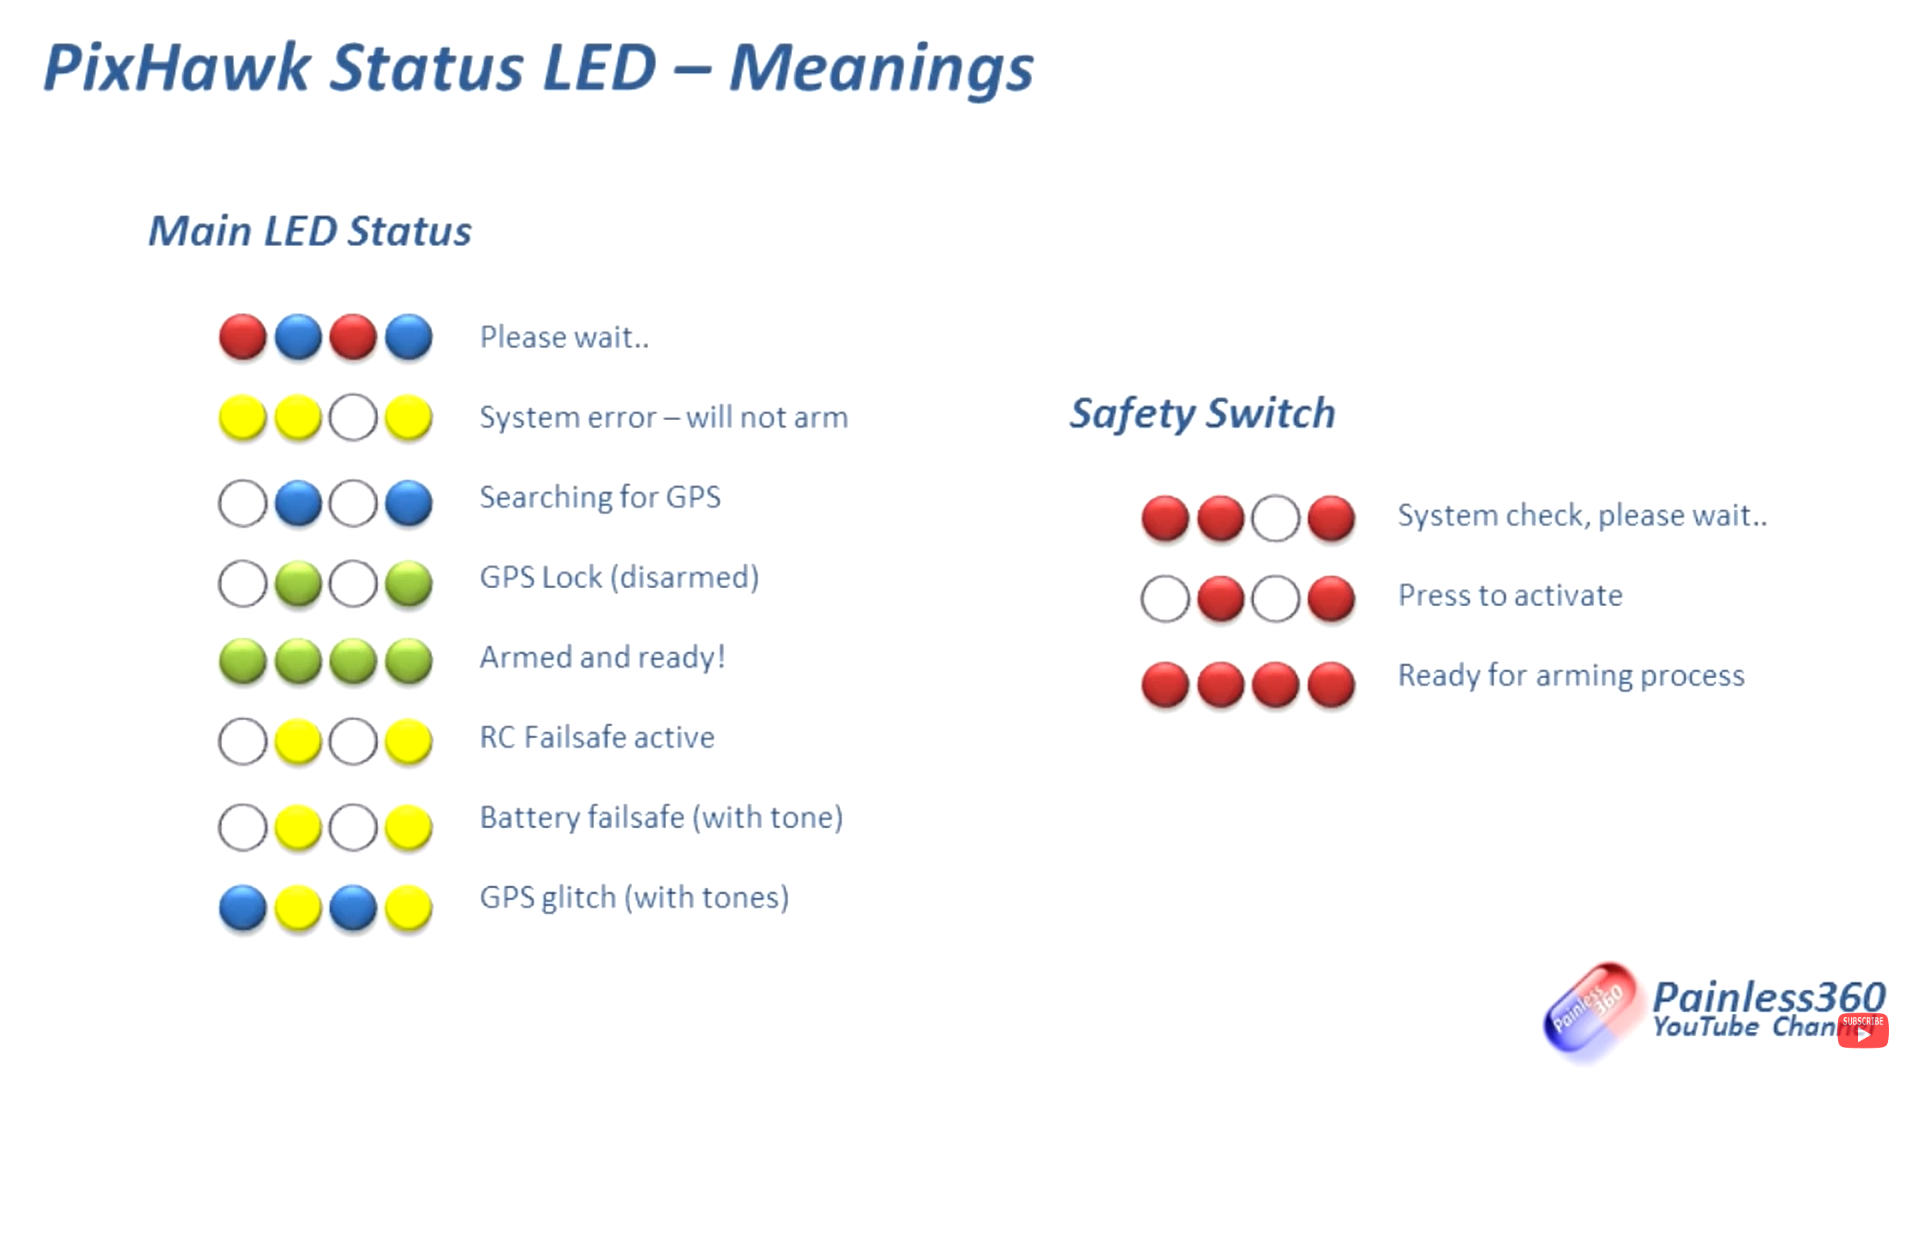 PixHawk Status LED – Meanings
Main LED Status
Please wait..
System error – will not arm
Searching for GPS
GPS Lock (disarmed)
Armed and ready!
RC Failsafe active
Battery failsafe (with tone)
GPS glitch (with tones)
Safety Switch
System check, please wait..
Press to activate
Ready for arming process
Painless
360
Painless360
YouTube Channel
SUBSCRIBE